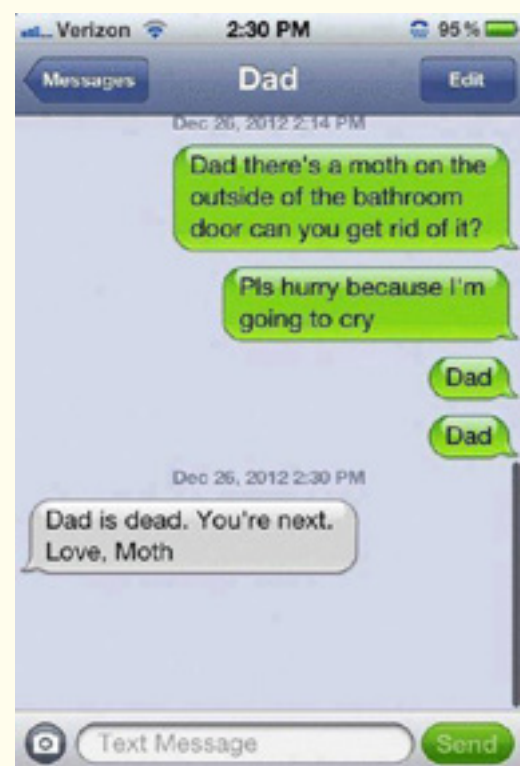 Verizon 2:30 PM 95%
Messages Dad Edit
Dec 26, 2012 2:14 PM
Dad there's a moth on the
outside of the bathroom
door can you get rid of it?
Pls hurry because I'm
going to cry
Dad
Dad
Dec 26, 2012 2:30 PM
Dad is dead. You're next.
Love, Moth
Text Message Send